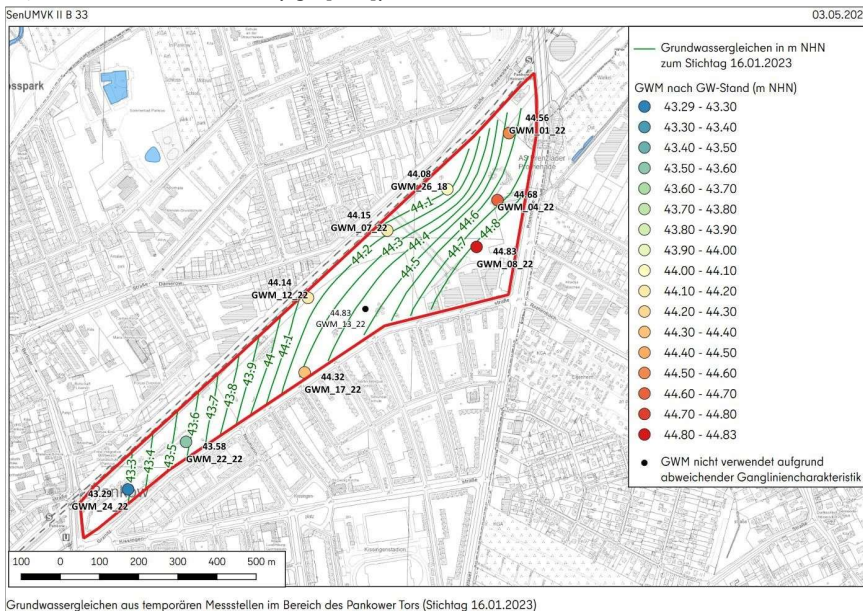 SenUMVK II B 33
03.05.202
Grundwassergleichen in m NHN
zum Stichtag 16.01.2023
GWM nach GW-Stand (m NHN)
43.29 - 43.30
43.30 - 43.40
43.40 - 43.50
43.50 - 43.60
43.60 - 43.70
43.70 - 43.80
43.80 - 43.90
43.90 - 44.00
44.00 - 44.10
44.10 - 44.20
44.20 - 44.30
44.30 - 44.40
44.40 - 44.50
44.50 - 44.60
44.60 - 44.70
44.70 - 44.80
44.80 - 44.83
GWM nicht verwendet aufgrund
abweichender Gangliniencharakteristik
osspark
44.56
GWM_01_22
44.08
GWM_26_18
44.68
GWM_04_22
44.15
GWM_07_22
44.83
GWM_08_22
44.14
GWM_12_22
44.83
GWM_13_22
44.32
GWM_17_22
43.58
GWM_22_22
43.29
GWM_24_22
44.1
44.2
44.3
44.4
44.5
44.6
44.7
44.8
44.1
44
43.9
43.8
43.7
43.6
43.5
43.4
43.3
Kissingenstadion
100 0 100 200 300 400 500 m
Grundwassergleichen aus temporären Messstellen im Bereich des Pankower Tors (Stichtag 16.01.2023)